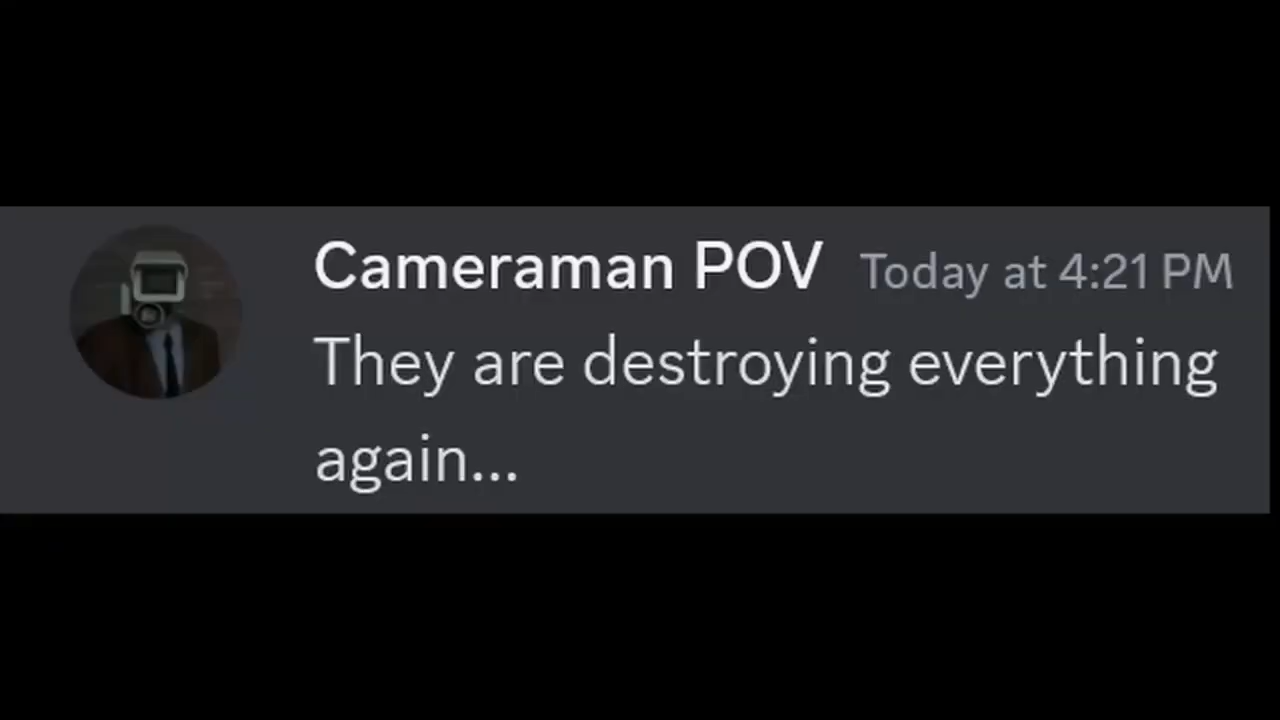 Cameraman POV Today at 4:21 PM
They are destroying everything
again...